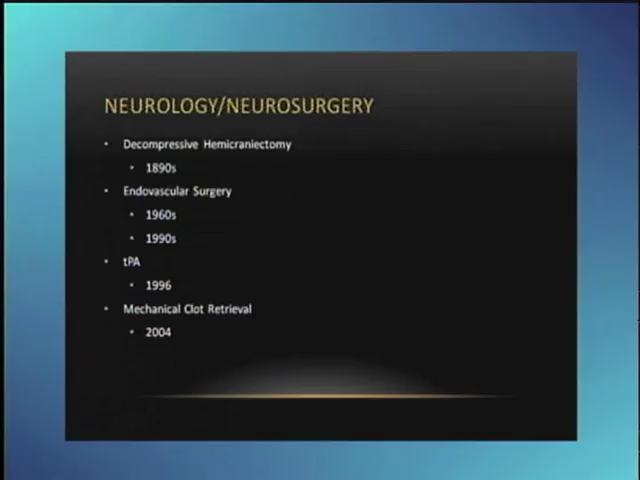 NEUROLOGY/NEUROSURGERY
• Decompressive Hemicraniectomy
• 1890s
• Endovascular Surgery
• 1960s
• 1990s
• tPA
• 1996
• Mechanical Clot Retrieval
• 2004